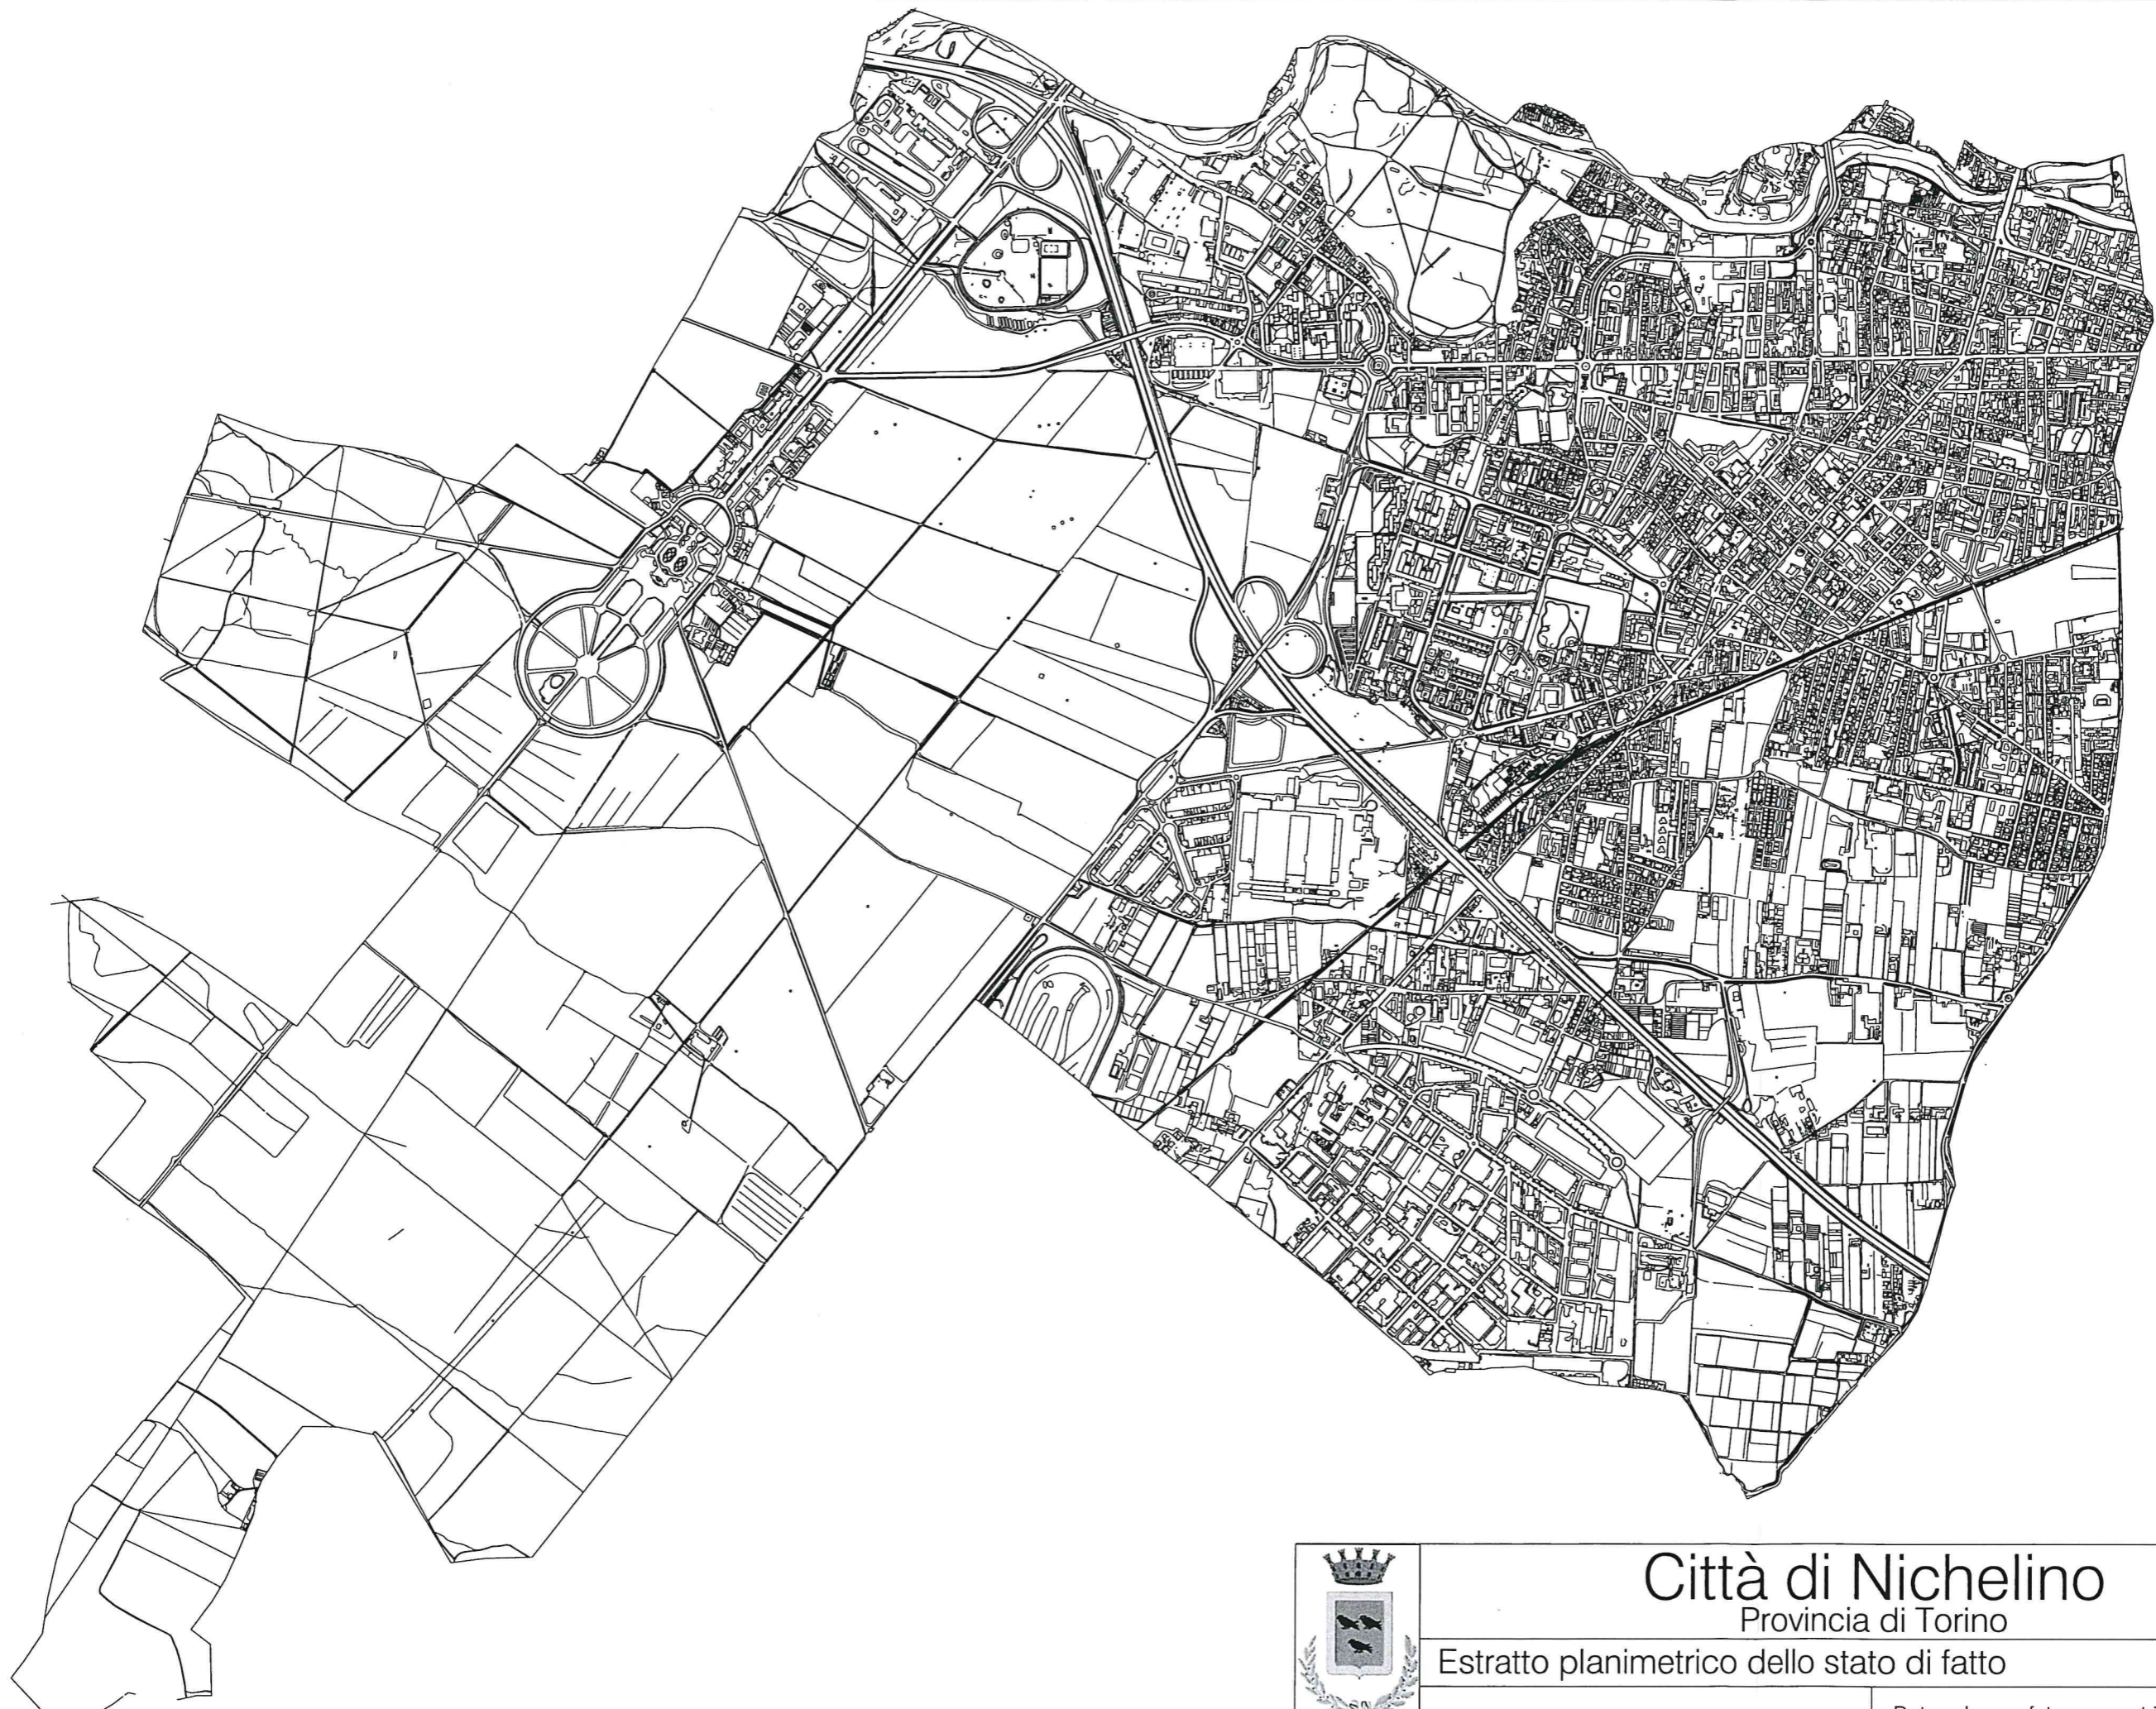 Città di Nichelino
Provincia di Torino
Estratto planimetrico dello stato di fatto